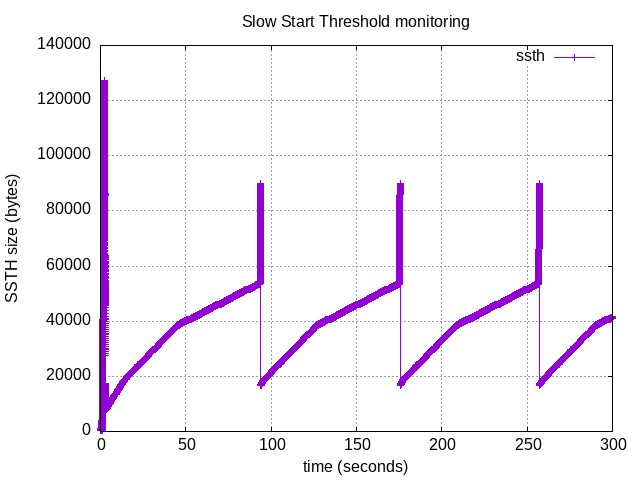 Slow Start Threshold monitoring
ssth
SSTH size (bytes)
140000
120000
100000
80000
60000
40000
20000
0
0 50 100 150 200 250 300
time (seconds)